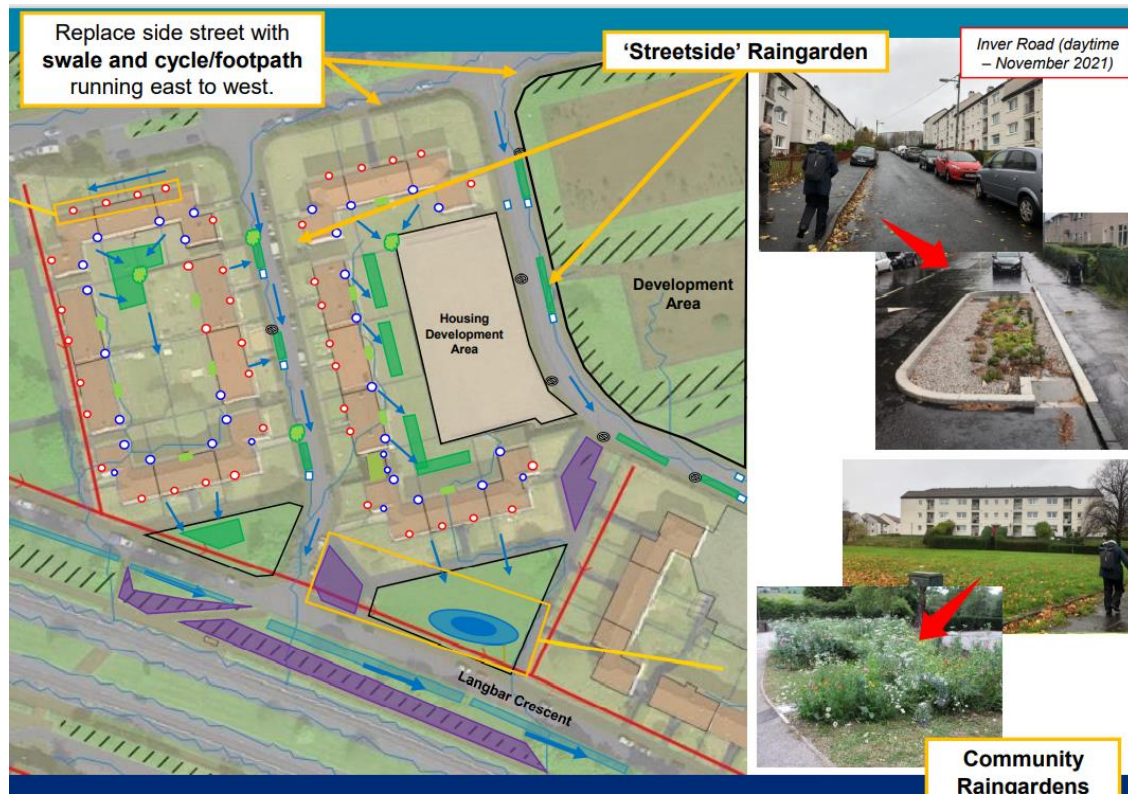 Replace side street with
swale and cycle/footpath
running east to west.
‘Streetside’ Raingarden
Inver Road (daytime
– November 2021)
Development
Area
Housing
Development
Area
Langbar Crescent
Community
Raingardens